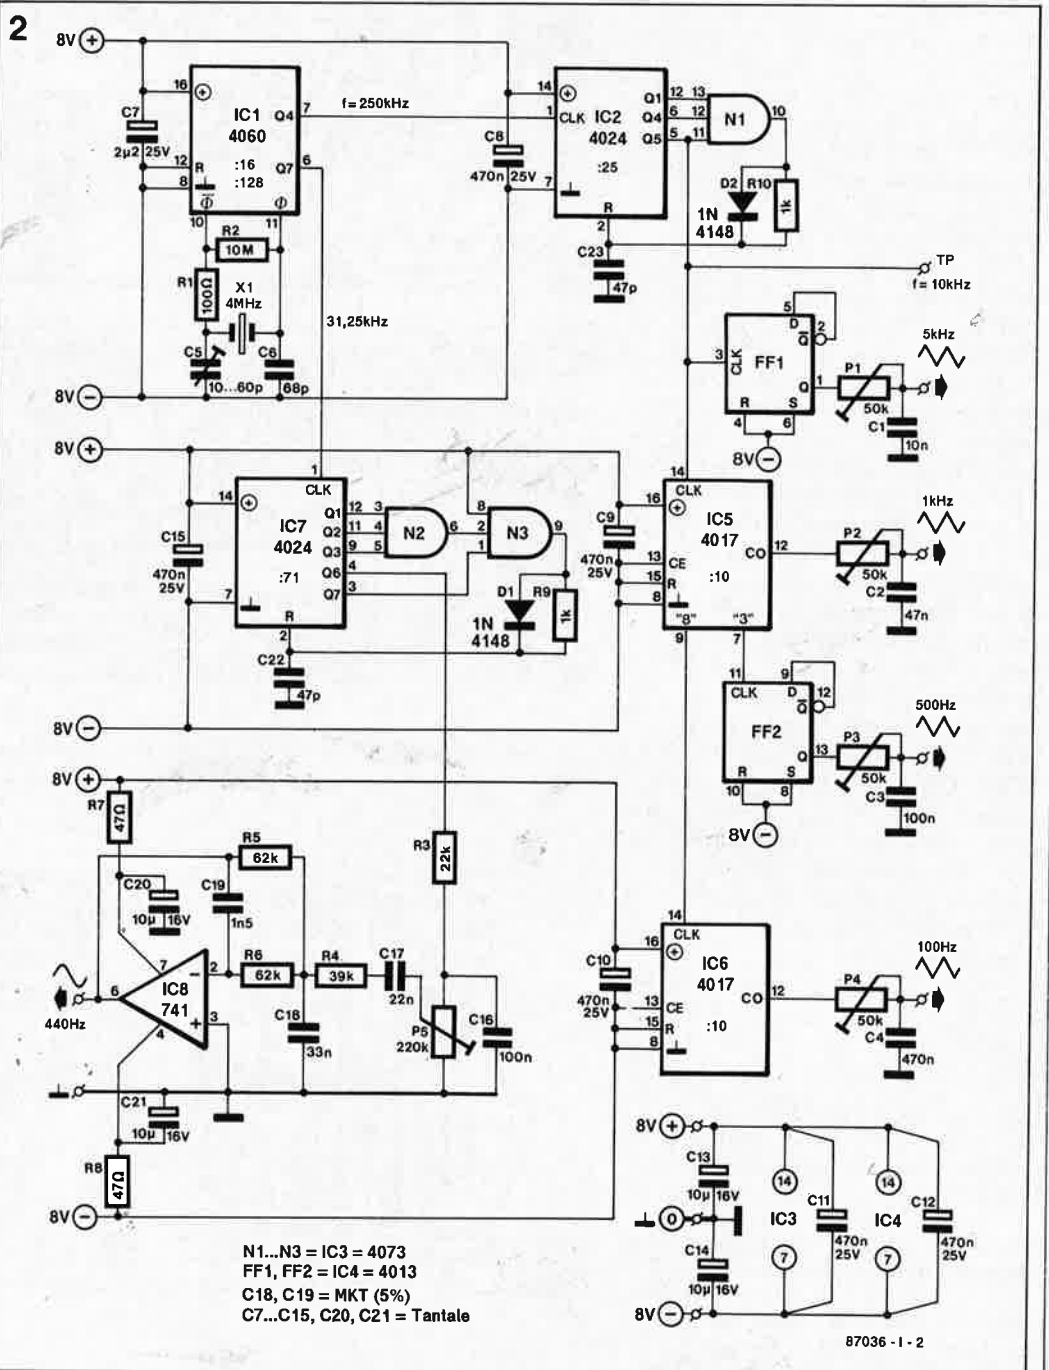 2
8V +
16 +
IC1
4060
:16
:128
Q4 7
f = 250kHz
C7
2µ2 25V
12 R
8
Q7 6
Φ Φ
10 11
R2
10M
R1
100Ω
X1
4MHz
31,25kHz
C5
10...60p
C6
68p
8V −
C8
470n 25V
14 +
1 CLK
IC2
4024
:25
7
R
2
Q1 12 13
Q4 6 12
Q5 5 11
N1
10
D2
R10
1k
1N
4148
C23
47p
TP
f = 10kHz
5
D
Q 2
3 CLK
FF1
Q 1
R S
4 6
8V −
P1
50k
C1
10n
5kHz
8V +
1
CLK
14 +
IC7
4024
:71
C15
470n
25V
7
R
2
Q1 12 3
Q2 11 4
Q3 9 5
Q6 4
Q7 3
N2
6
8
2
1
N3
9
D1
R9
1k
1N
4148
C22
47p
8V −
C9
470n
25V
14
CLK
16 +
IC5
4017
:10
13 CE
15 R
8
CO 12
"8" "3"
9 7
P2
50k
C2
47n
1kHz
11 9
CLK D
Q 12
FF2
Q 13
R S
10 8
8V −
P3
50k
C3
100n
500Hz
8V +
R7
47Ω
R5
62k
C20
10µ 16V
C19
1n5
R3
22k
7
2 −
IC8
741
6
4
+ 3
R6
62k
R4
39k
C17
22n
440Hz
C18
33n
P5
220k
C16
100n
C21
10µ 16V
R8
47Ω
8V −
C10
470n
25V
14
CLK
16 +
IC6
4017
:10
13 CE
15 R
8
CO 12
P4
50k
C4
470n
100Hz
8V +
C13
10µ 16V
0
C14
10µ 16V
8V −
14
IC3
7
C11
470n
25V
14
IC4
7
C12
470n
25V
N1...N3 = IC3 = 4073
FF1, FF2 = IC4 = 4013
C18, C19 = MKT (5%)
C7...C15, C20, C21 = Tantale
87036 - I - 2